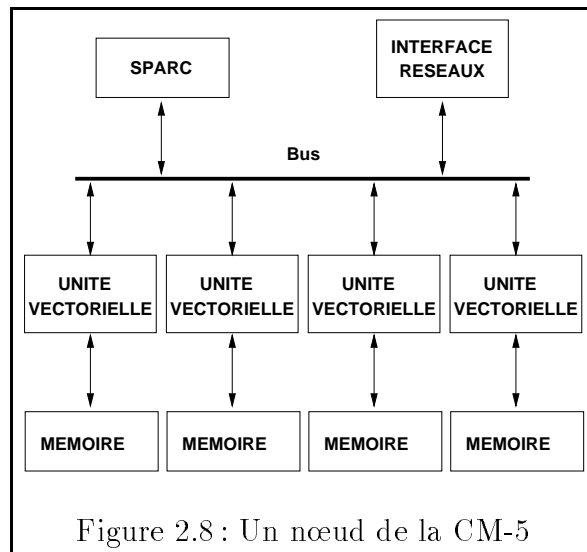 SPARC
INTERFACE
RESEAUX
Bus
UNITE
VECTORIELLE
UNITE
VECTORIELLE
UNITE
VECTORIELLE
UNITE
VECTORIELLE
MEMOIRE
MEMOIRE
MEMOIRE
MEMOIRE
Figure 2.8 : Un nœud de la CM-5